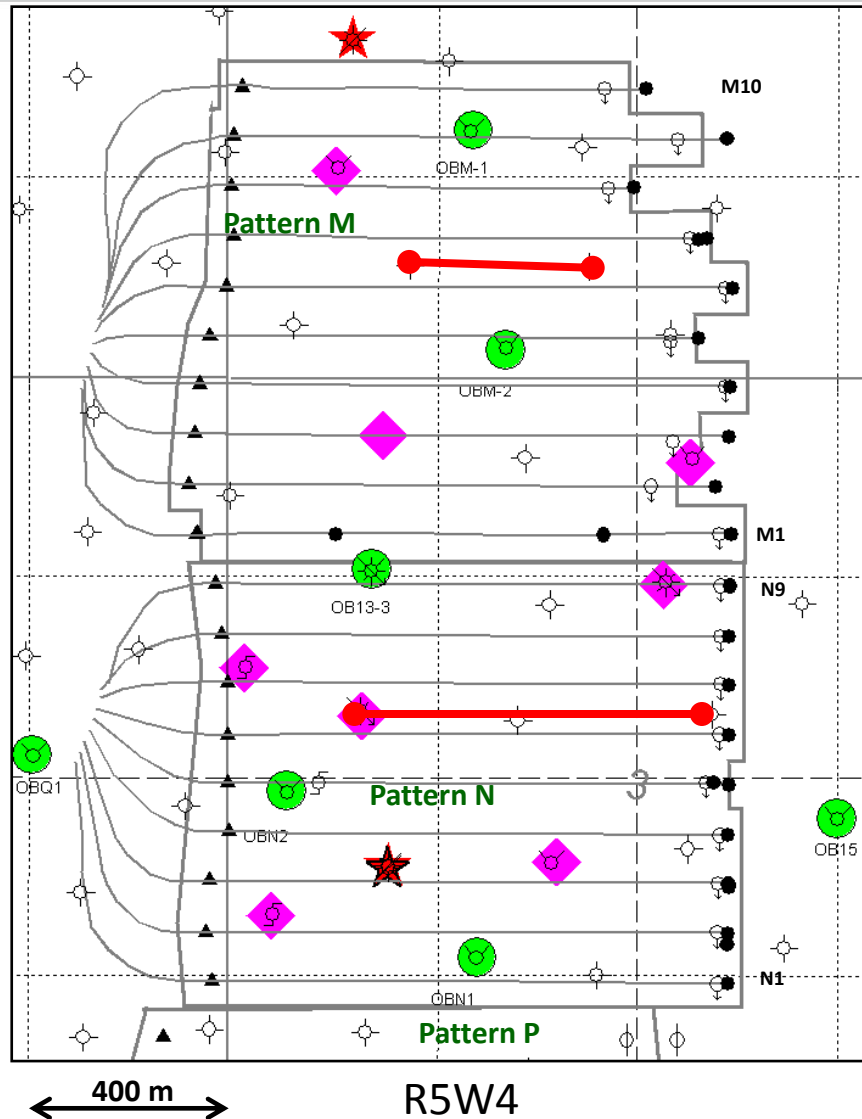 M10
OBM-1
Pattern M
OBM-2
M1
N9
OB13-3
OBQ1
3
Pattern N
OBN2
OB15
OBN1
N1
Pattern P
400 m
R5W4